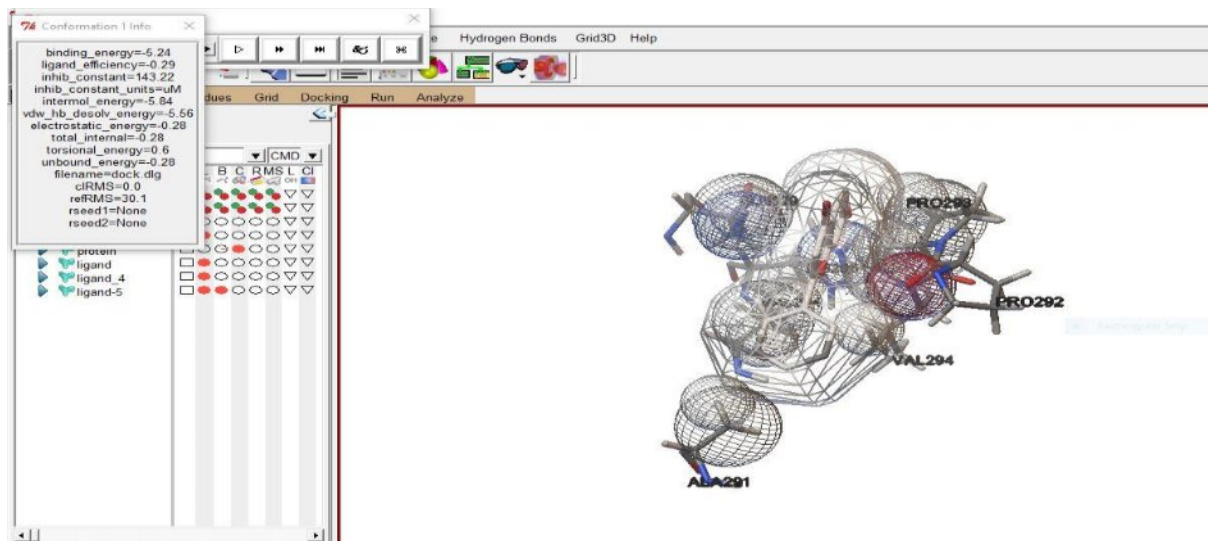 Conformation 1 Info
binding_energy=-5.24
ligand_efficiency=-0.29
inhib_constant=143.22
inhib_constant_units=uM
intermol_energy=-5.84
vdw_hb_desolv_energy=-5.56
electrostatic_energy=-0.28
total_internal=-0.28
torsional_energy=0.6
unbound_energy=-0.28
filename=dock.dlg
clRMS=0.0
refRMS=30.1
rseed1=None
rseed2=None
Hydrogen Bonds Grid3D Help
Grid Docking Run Analyze
CMD
B C R MS L Cl
protein
ligand
ligand_4
ligand-5
PRO292
VAL294
ALA291